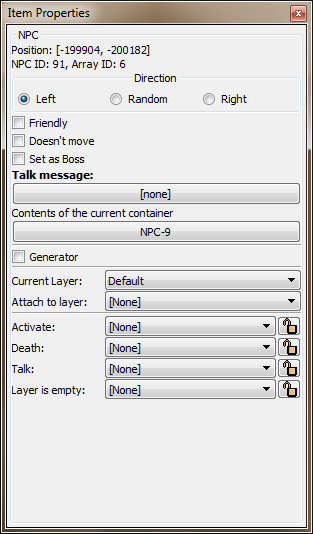 Item Properties
NPC
Position: [-199904, -200182]
NPC ID: 91, Array ID: 6
Direction
Left Random Right
Friendly
Doesn't move
Set as Boss
Talk message:
[none]
Contents of the current container
NPC-9
Generator
Current Layer: Default
Attach to layer: [None]
Activate: [None]
Death: [None]
Talk: [None]
Layer is empty: [None]